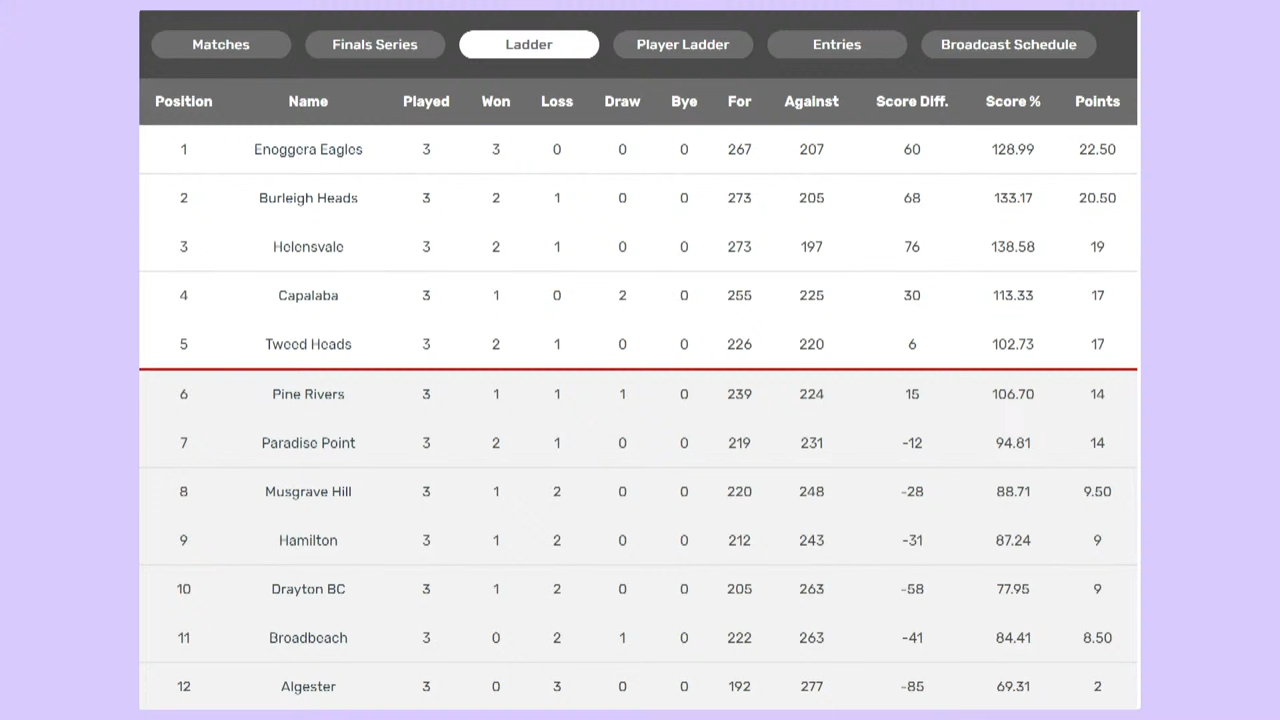 Matches Finals Series Ladder Player Ladder Entries Broadcast Schedule
Position Name Played Won Loss Draw Bye For Against Score Diff. Score % Points
1 Enoggera Eagles 3 3 0 0 0 267 207 60 128.99 22.50
2 Burleigh Heads 3 2 1 0 0 273 205 68 133.17 20.50
3 Helensvale 3 2 1 0 0 273 197 76 138.58 19
4 Capalaba 3 1 0 2 0 255 225 30 113.33 17
5 Tweed Heads 3 2 1 0 0 226 220 6 102.73 17
6 Pine Rivers 3 1 1 1 0 239 224 15 106.70 14
7 Paradise Point 3 2 1 0 0 219 231 -12 94.81 14
8 Musgrave Hill 3 1 2 0 0 220 248 -28 88.71 9.50
9 Hamilton 3 1 2 0 0 212 243 -31 87.24 9
10 Drayton BC 3 1 2 0 0 205 263 -58 77.95 9
11 Broadbeach 3 0 2 1 0 222 263 -41 84.41 8.50
12 Algester 3 0 3 0 0 192 277 -85 69.31 2